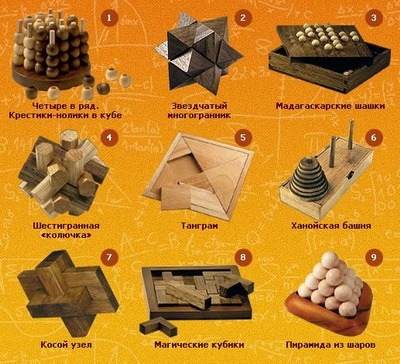 1
2
3
Четыре в ряд.
Крестики-нолики в кубе
Звездчатый
многогранник
Мадагаскарские шашки
4
5
6
Шестигранная
«колючка»
Танграм
Ханойская башня
7
8
9
Косой узел
Магические кубики
Пирамида из шаров